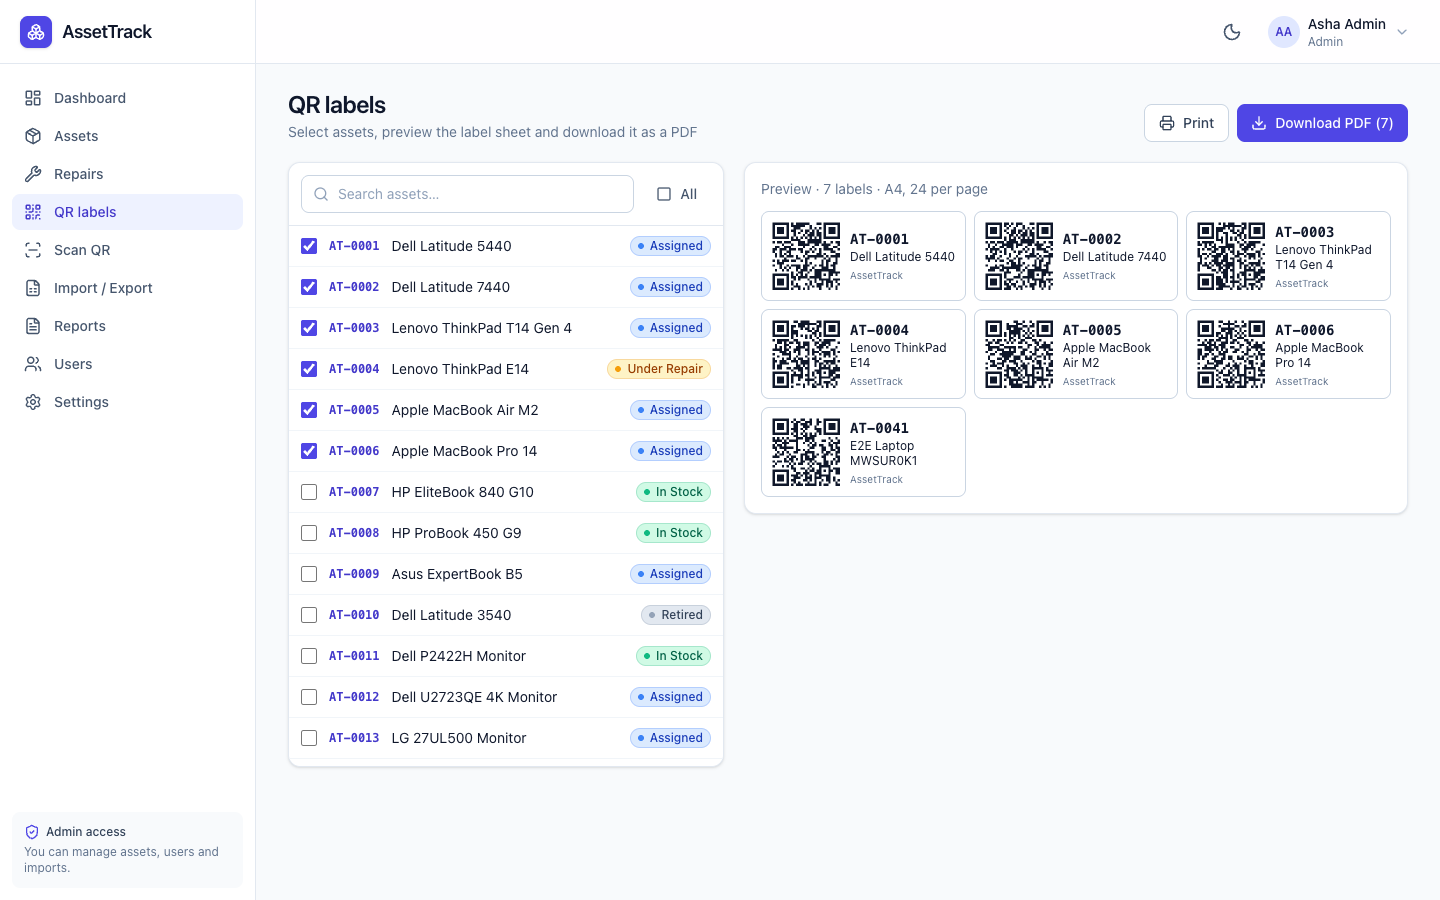 AssetTrack
Asha Admin
AA
Admin
Dashboard
Assets
Repairs
QR labels
Scan QR
Import / Export
Reports
Users
Settings
Admin access
You can manage assets, users and
imports.
QR labels
Select assets, preview the label sheet and download it as a PDF
Print
Download PDF (7)
Search assets...
All
AT-0001 Dell Latitude 5440 Assigned
AT-0002 Dell Latitude 7440 Assigned
AT-0003 Lenovo ThinkPad T14 Gen 4 Assigned
AT-0004 Lenovo ThinkPad E14 Under Repair
AT-0005 Apple MacBook Air M2 Assigned
AT-0006 Apple MacBook Pro 14 Assigned
AT-0007 HP EliteBook 840 G10 In Stock
AT-0008 HP ProBook 450 G9 In Stock
AT-0009 Asus ExpertBook B5 Assigned
AT-0010 Dell Latitude 3540 Retired
AT-0011 Dell P2422H Monitor In Stock
AT-0012 Dell U2723QE 4K Monitor Assigned
AT-0013 LG 27UL500 Monitor Assigned
Preview · 7 labels · A4, 24 per page
AT-0001
Dell Latitude 5440
AssetTrack
AT-0002
Dell Latitude 7440
AssetTrack
AT-0003
Lenovo ThinkPad
T14 Gen 4
AssetTrack
AT-0004
Lenovo ThinkPad
E14
AssetTrack
AT-0005
Apple MacBook
Air M2
AssetTrack
AT-0006
Apple MacBook
Pro 14
AssetTrack
AT-0041
E2E Laptop
MWSUR0K1
AssetTrack